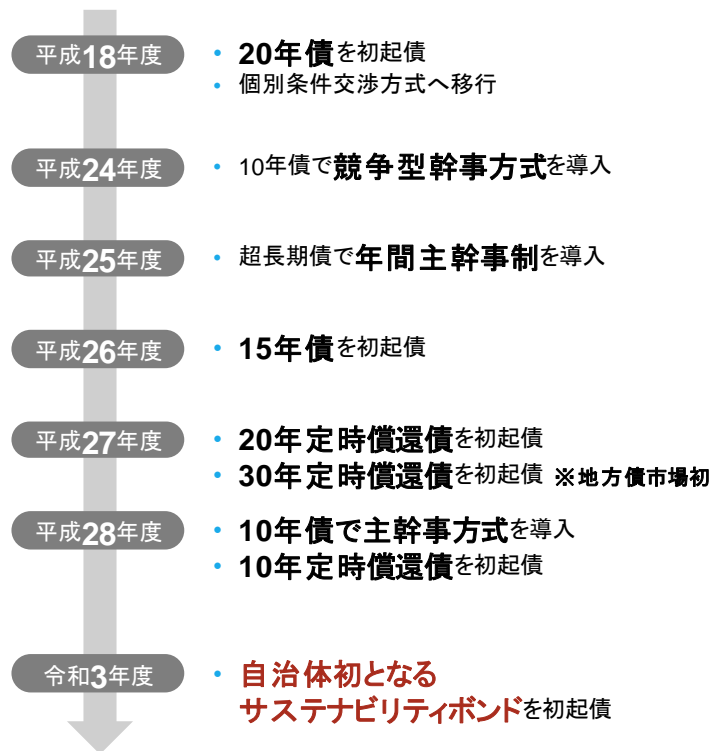 平成18年度
・20年債を初起債
・個別条件交渉方式へ移行
平成24年度
・10年債で競争型幹事方式を導入
平成25年度
・超長期債で年間主幹事制を導入
平成26年度
・15年債を初起債
平成27年度
・20年定時償還債を初起債
・30年定時償還債を初起債 ※地方債市場初
平成28年度
・10年債で主幹事方式を導入
・10年定時償還債を初起債
令和3年度
・自治体初となる
サステナビリティボンドを初起債